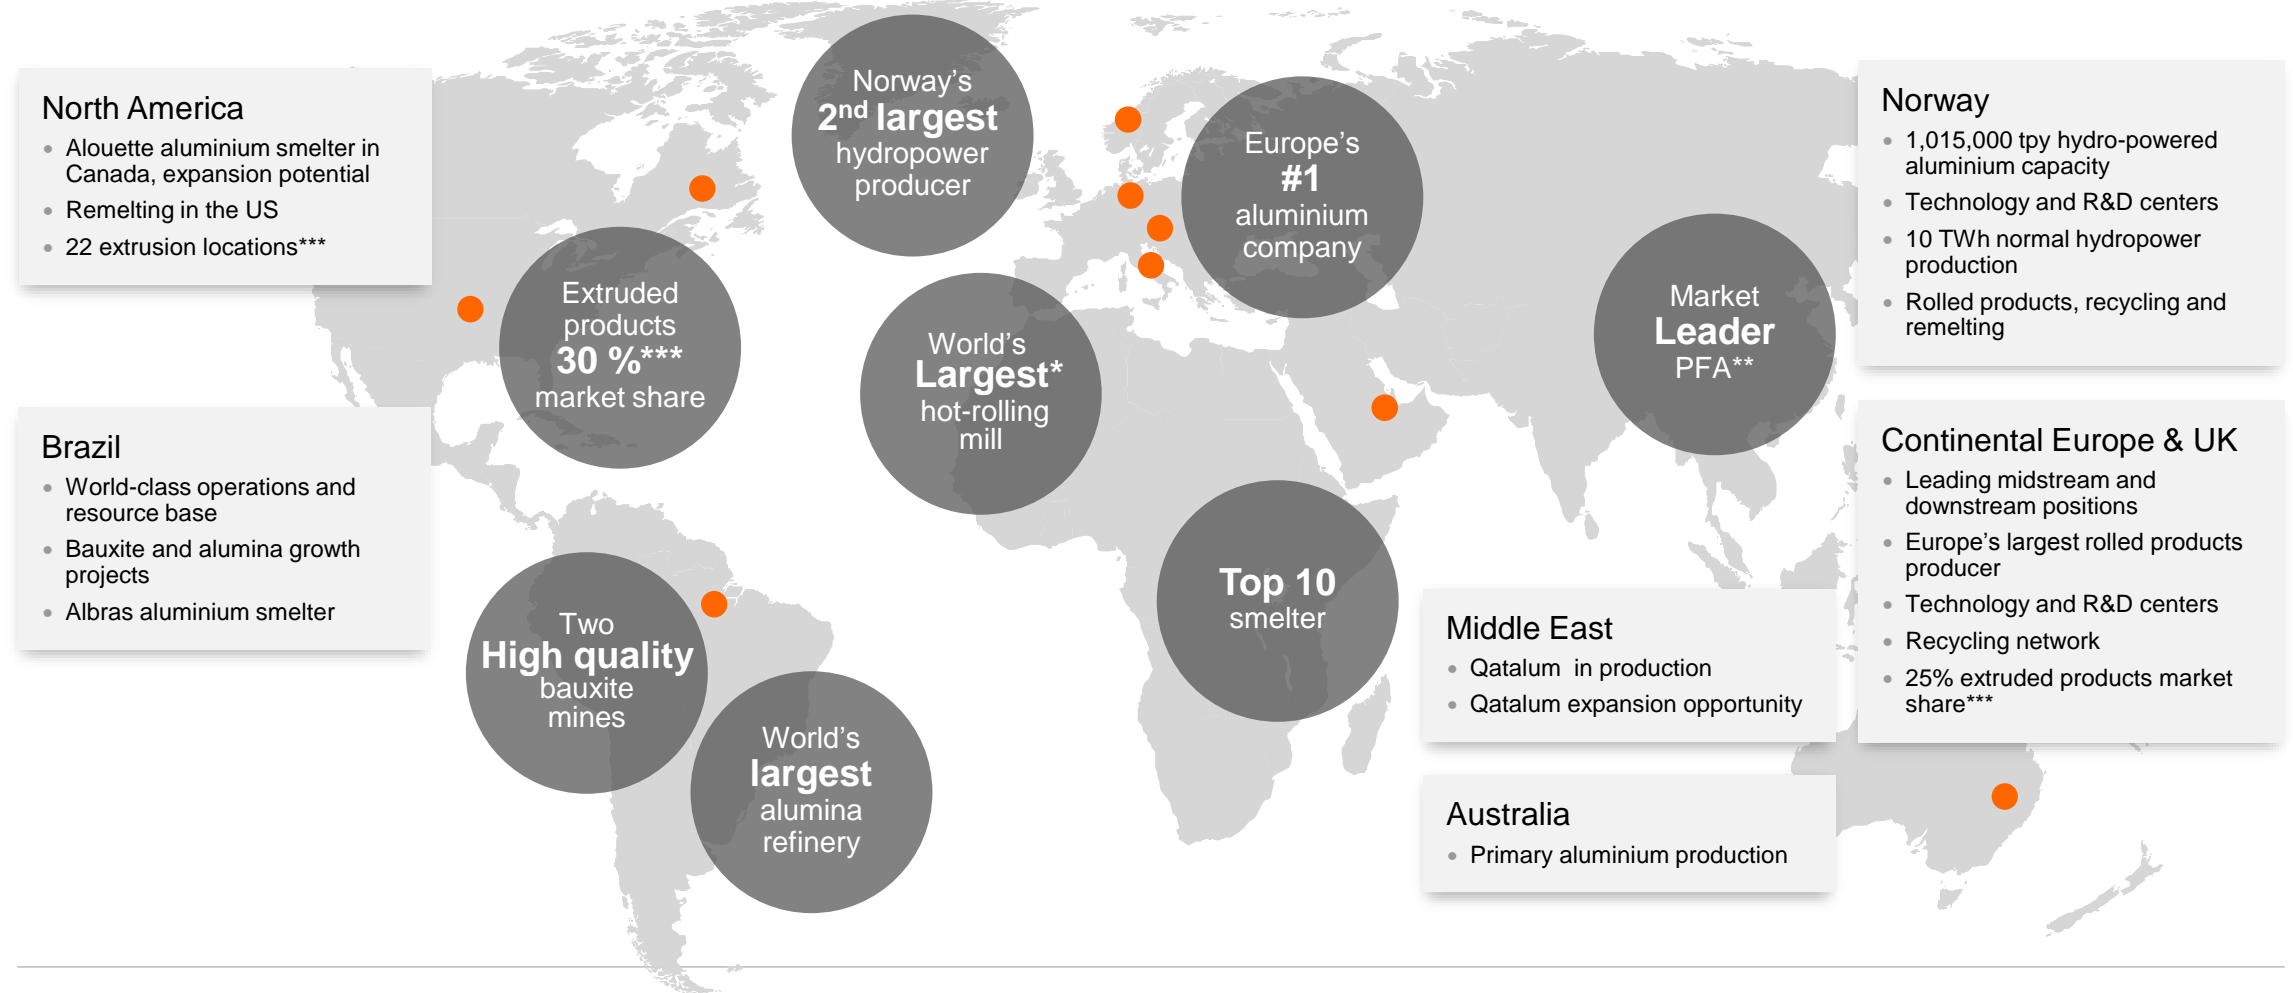 North America
• Alouette aluminium smelter in
Canada, expansion potential
• Remelting in the US
• 22 extrusion locations***
Brazil
• World-class operations and
resource base
• Bauxite and alumina growth
projects
• Albras aluminium smelter
Norway's
2nd largest
hydropower
producer
Europe's
#1
aluminium
company
Extruded
products
30 %***
market share
World's
Largest*
hot-rolling
mill
Market
Leader
PFA**
Two
High quality
bauxite
mines
World's
largest
alumina
refinery
Top 10
smelter
Norway
• 1,015,000 tpy hydro-powered
aluminium capacity
• Technology and R&D centers
• 10 TWh normal hydropower
production
• Rolled products, recycling and
remelting
Continental Europe & UK
• Leading midstream and
downstream positions
• Europe's largest rolled products
producer
• Technology and R&D centers
• Recycling network
• 25% extruded products market
share***
Middle East
• Qatalum  in production
• Qatalum expansion opportunity
Australia
• Primary aluminium production